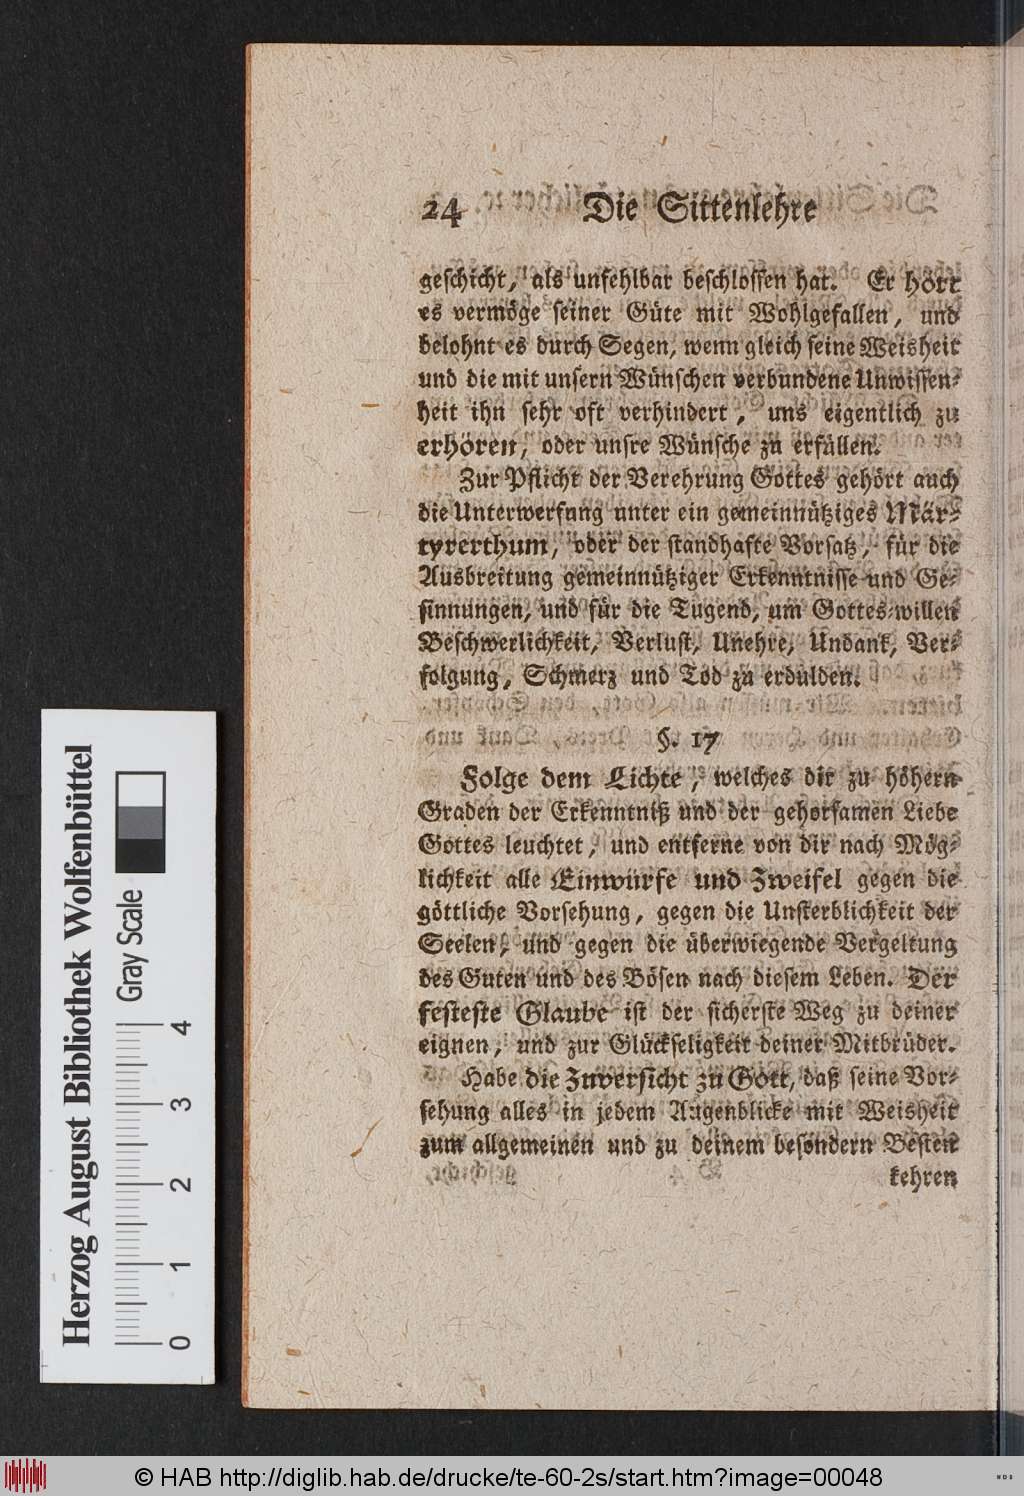 24 Die Sittenlehre
geschicht, als unfehlbar beschlossen hat. Er hört
es vermöge seiner Güte mit Wohlgefallen, und
belohnt es durch Segen, wenn gleich seine Weisheit
und die mit unsern Wünschen verbundene Unwissen-
heit ihn sehr oft verhindert, uns eigentlich zu
erhören, oder unsre Wünsche zu erfüllen.
Zur Pflicht der Verehrung Gottes gehört auch
die Unterwerfung unter ein gemeinnütziges Mär-
tyrerthum, oder der standhafte Vorsatz, für die
Ausbreitung gemeinnütziger Erkenntnisse und Ge-
sinnungen, und für die Tugend, um Gottes-willen
Beschwerlichkeit, Verlust, Unehre, Undank, Ver-
folgung, Schmerz und Tod zu erdulden.
§. 17
Folge dem Lichte, welches dir zu höhern
Graden der Erkenntniß und der gehorsamen Liebe
Gottes leuchtet, und entferne von dir nach Mög-
lichkeit alle Einwürfe und Zweifel gegen die
göttliche Vorsehung, gegen die Unsterblichkeit der
Seelen, und gegen die überwiegende Vergeltung
des Guten und des Bösen nach diesem Leben. Der
festeste Glaube ist der sicherste Weg zu deiner
eignen, und zur Glückseligkeit deiner Mitbrüder.
Habe die Zuversicht zu Gott, daß seine Vor-
sehung alles in jedem Augenblicke mit Weisheit
zum allgemeinen und zu deinem besondern Besten
kehren
Herzog August Bibliothek Wolfenbüttel
Gray Scale
0 1 2 3 4
© HAB http://diglib.hab.de/drucke/te-60-2s/start.htm?image=00048